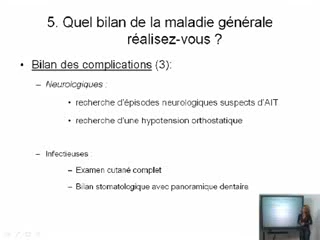 5. Quel bilan de la maladie générale
réalisez-vous ?
• Bilan des complications (3):
– Neurologiques :
• recherche d'épisodes neurologiques suspects d'AIT
• recherche d'une hypotension orthostatique
– Infectieuses :
– Examen cutané complet
– Bilan stomatologique avec panoramique dentaire